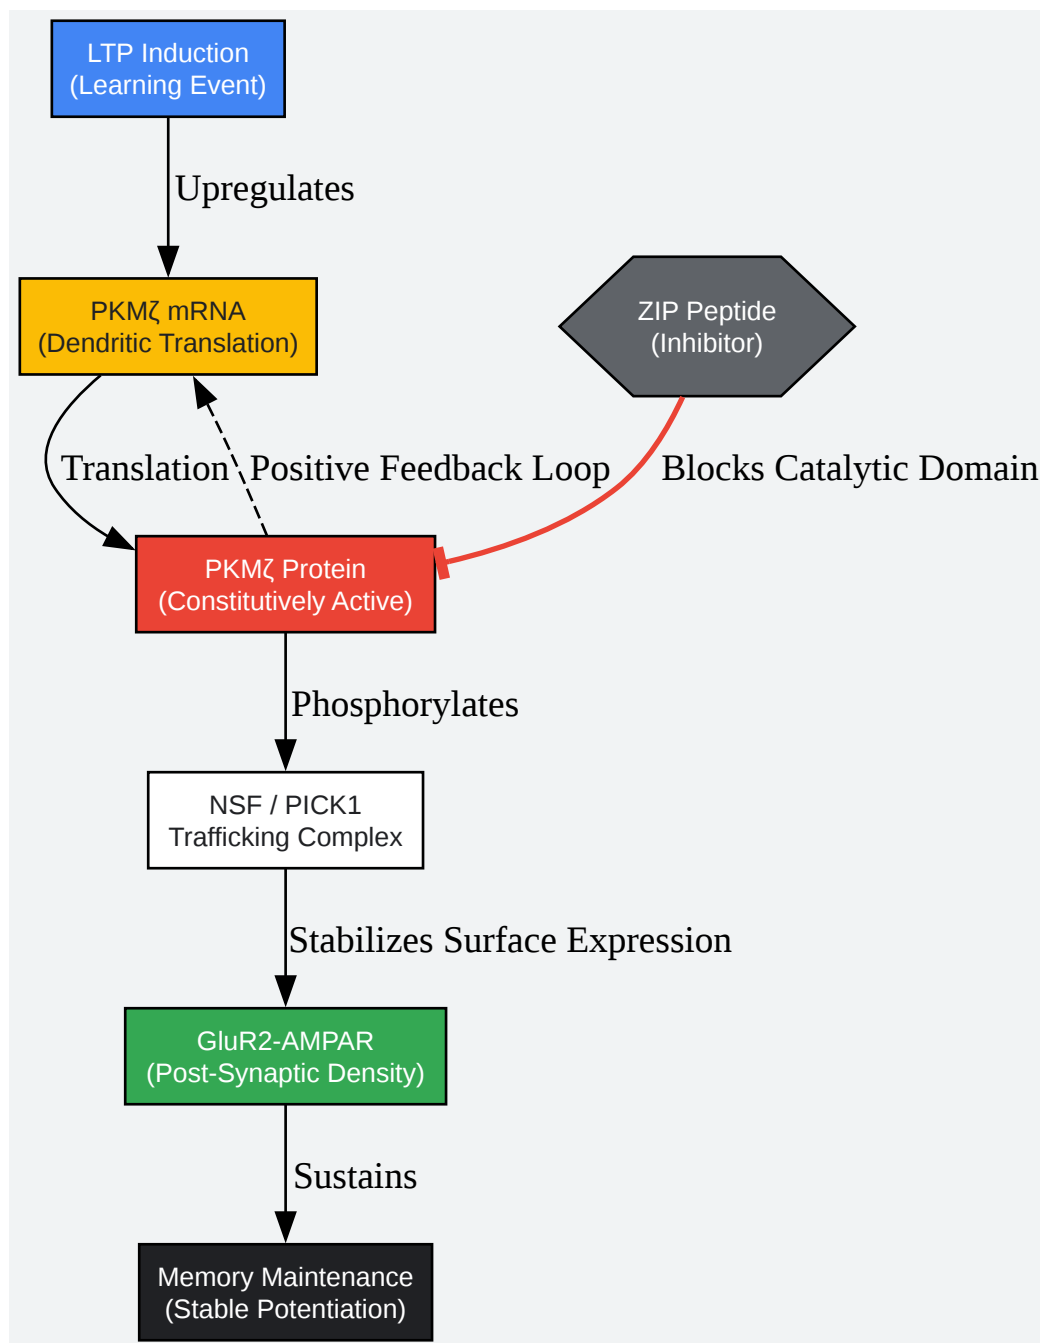 LTP Induction
(Learning Event)
Upregulates
PKMζ mRNA
(Dendritic Translation)
ZIP Peptide
(Inhibitor)
Translation
Positive Feedback Loop
Blocks Catalytic Domain
PKMζ Protein
(Constitutively Active)
Phosphorylates
NSF / PICK1
Trafficking Complex
Stabilizes Surface Expression
GluR2-AMPAR
(Post-Synaptic Density)
Sustains
Memory Maintenance
(Stable Potentiation)